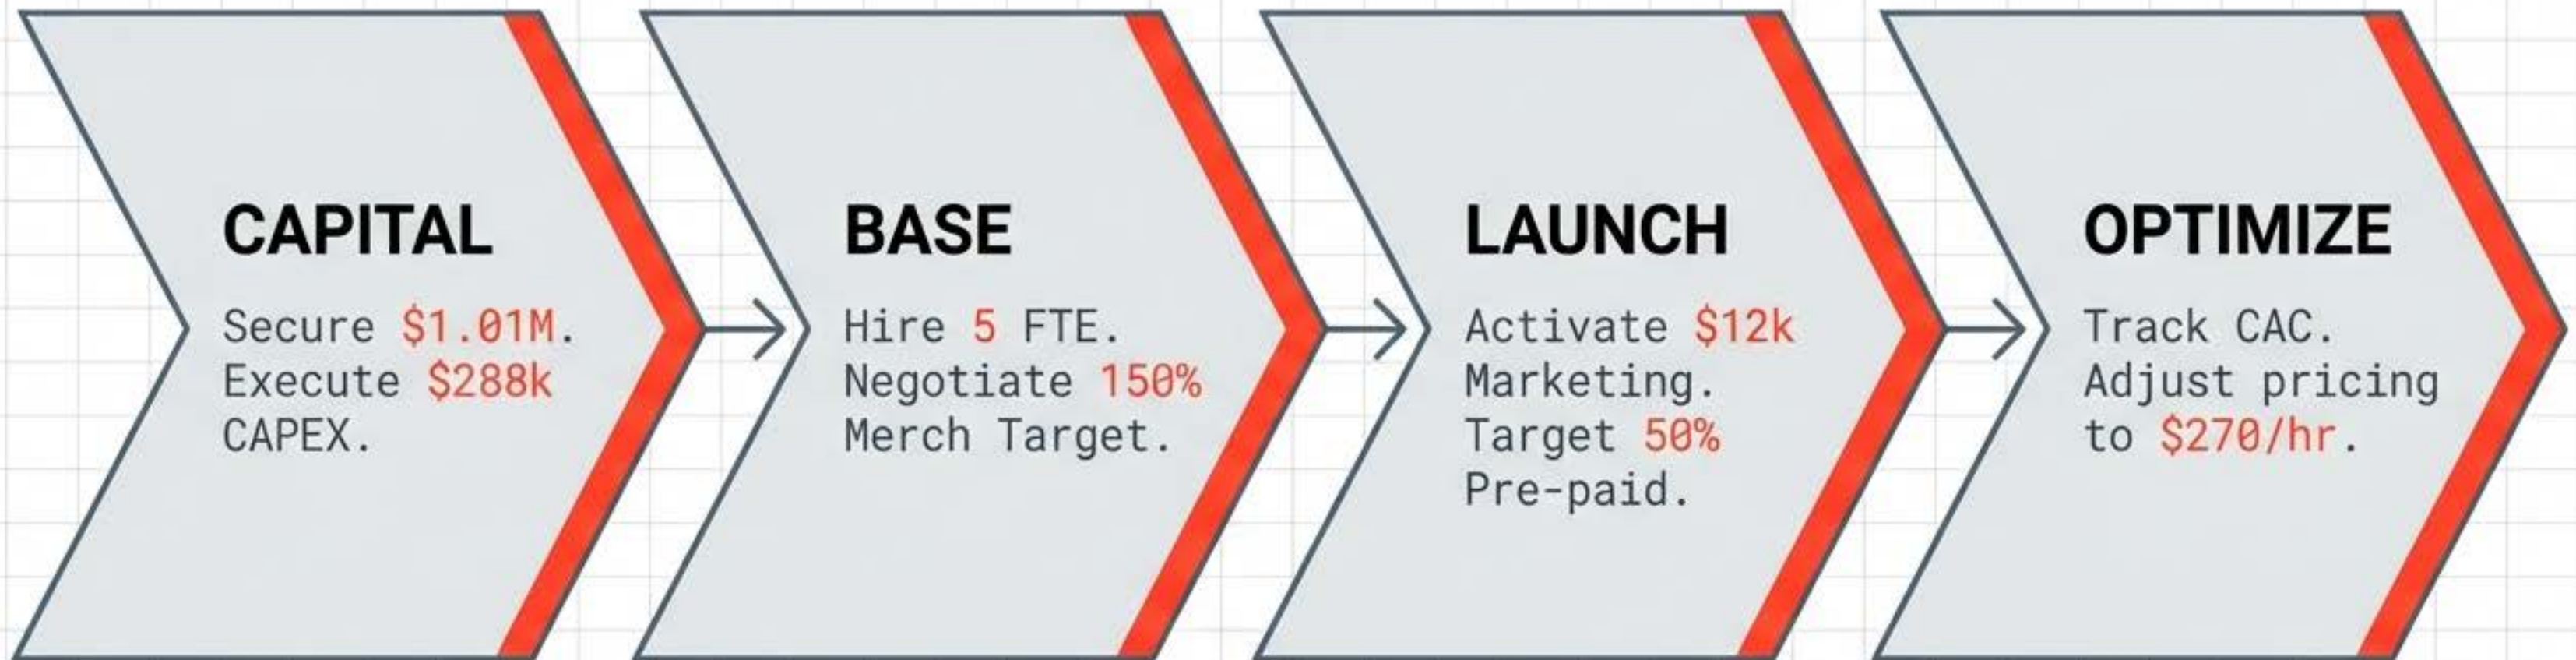 CAPITAL
Secure $1.01M.
Execute $288k
CAPEX.
BASE
Hire 5 FTE.
Negotiate 150%
Merch Target.
LAUNCH
Activate $12k
Marketing.
Target 50%
Pre-paid.
OPTIMIZE
Track CAC.
Adjust pricing
to $270/hr.